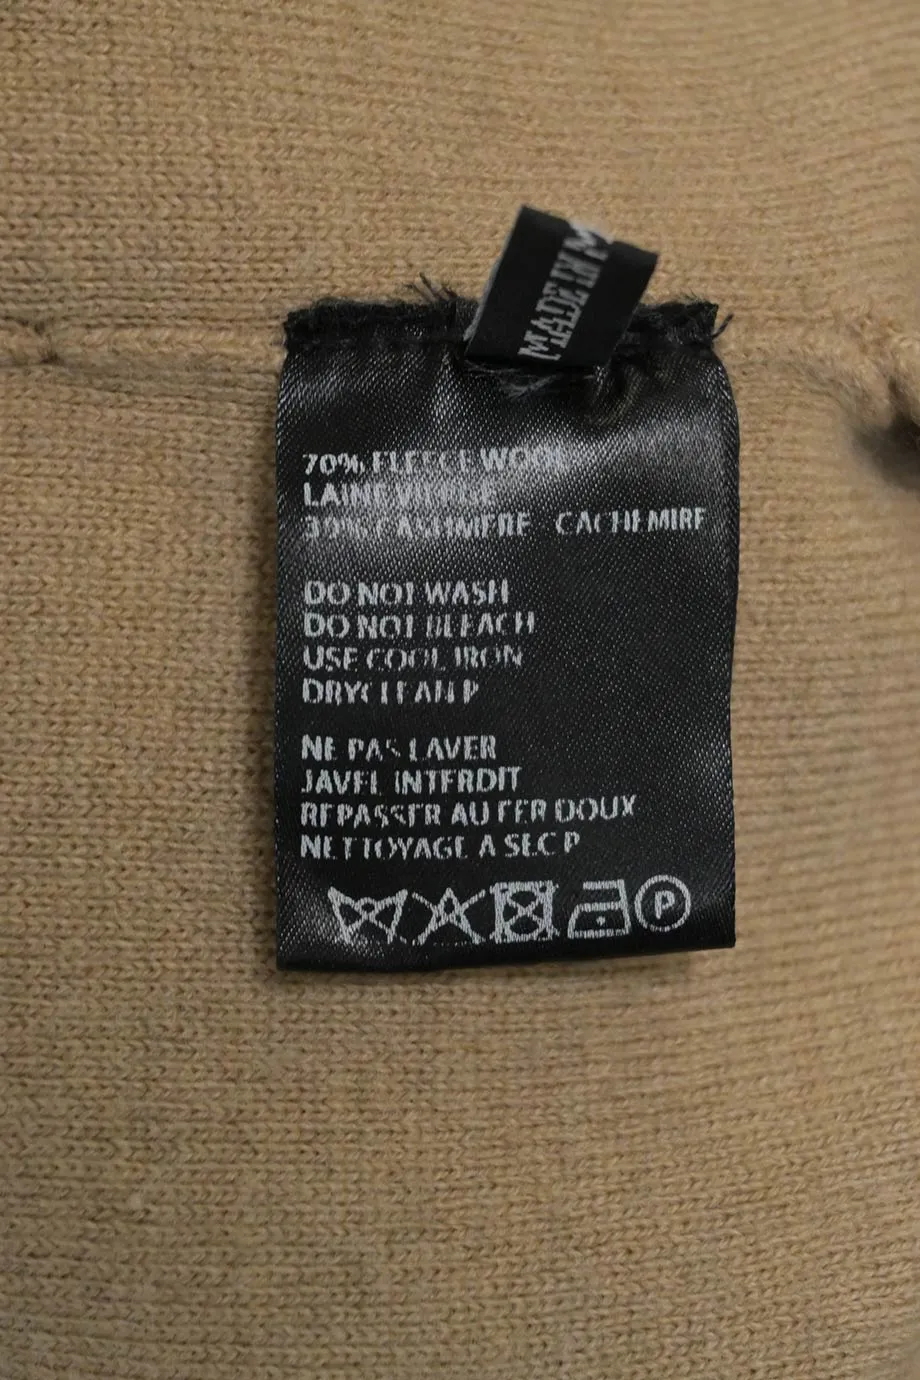 MADE IN
70% FLEECE WOOL
LAINE VIERGE
30% CASHMERE CACHEMIRE
DO NOT WASH
DO NOT BLEACH
USE COOL IRON
DRYCLEAN P
NE PAS LAVER
JAVEL INTERDIT
REPASSER AU FER DOUX
NETTOYAGE A SEC P
P